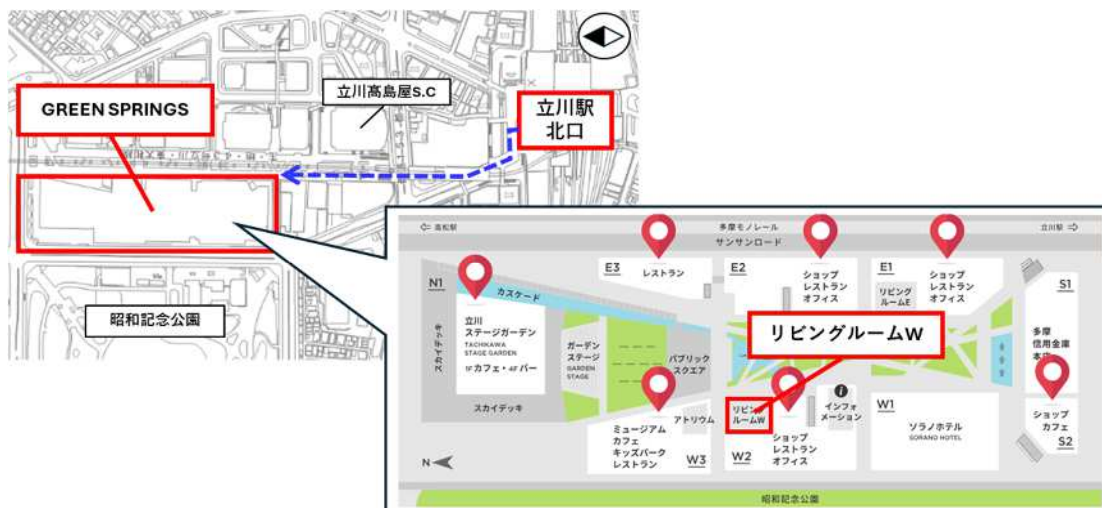 GREEN SPRINGS
立川髙島屋S.C
立川駅
北口
昭和記念公園
⇦ 高松駅
多摩モノレール
立川駅 ⇨
サンサンロード
N1
カスケード
E3
レストラン
E2
ショップ
レストラン
オフィス
E1
リビング
ルームE
ショップ
レストラン
オフィス
S1
スカイデッキ
立川
ステージガーデン
TACHIKAWA
STAGE GARDEN
1F カフェ・4F バー
ガーデン
ステージ
GARDEN
STAGE
パブリック
スクエア
リビングルームW
多摩
信用金庫
本店
スカイデッキ
アトリウム
リビング
ルームW
インフォ
メーション
W1
ソラノホテル
SORANO HOTEL
ショップ
カフェ
S2
ミュージアム
カフェ
キッズパーク
レストラン
W3
W2
ショップ
レストラン
オフィス
N
昭和記念公園